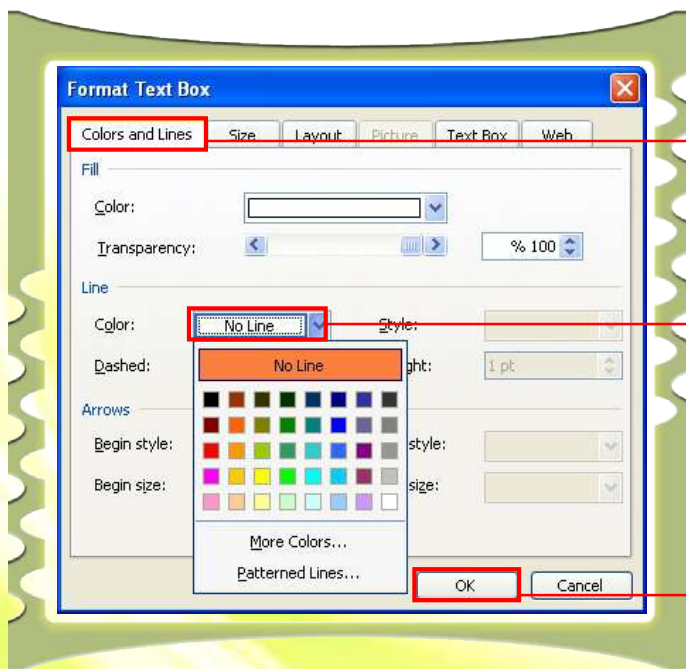 Format Text Box
Colors and Lines Size Layout Picture Text Box Web
Fill
Color:
Transparency: % 100
Line
Color: No Line Style:
Dashed: No Line ght: 1 pt
Arrows
Begin style: style:
Begin size: size:
More Colors...
Patterned Lines...
OK Cancel